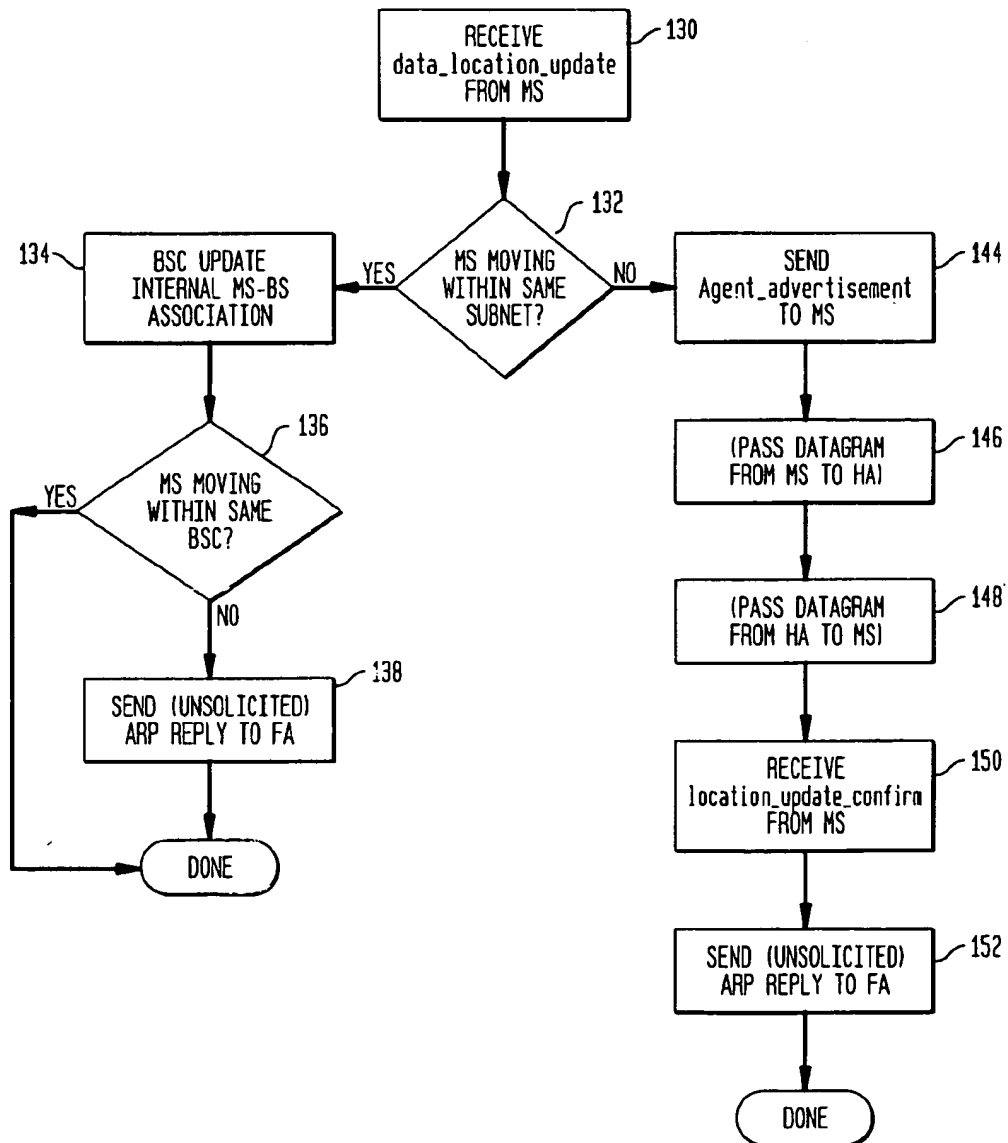 RECEIVE
data_location_update
FROM MS
130
132
MS MOVING
WITHIN SAME
SUBNET?
YES
NO
134
BSC UPDATE
INTERNAL MS-BS
ASSOCIATION
136
MS MOVING
WITHIN SAME
BSC?
YES
NO
138
SEND (UNSOLICITED)
ARP REPLY TO FA
DONE
144
SEND
Agent_advertisement
TO MS
146
(PASS DATAGRAM
FROM MS TO HA)
148
(PASS DATAGRAM
FROM HA TO MS)
150
RECEIVE
location_update_confirm
FROM MS
152
SEND (UNSOLICITED)
ARP REPLY TO FA
DONE